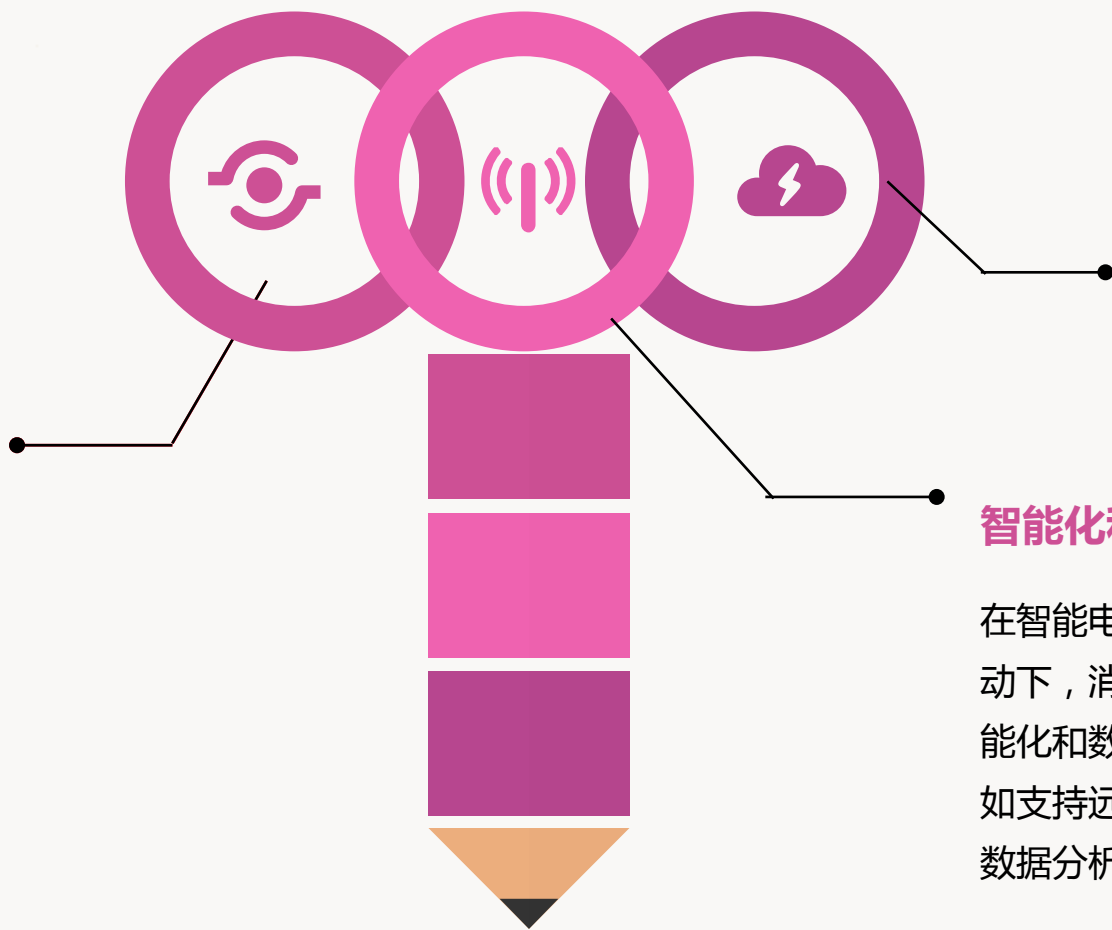 智能化
在智能电
动下，消
能化和数
如支持远
数据分析